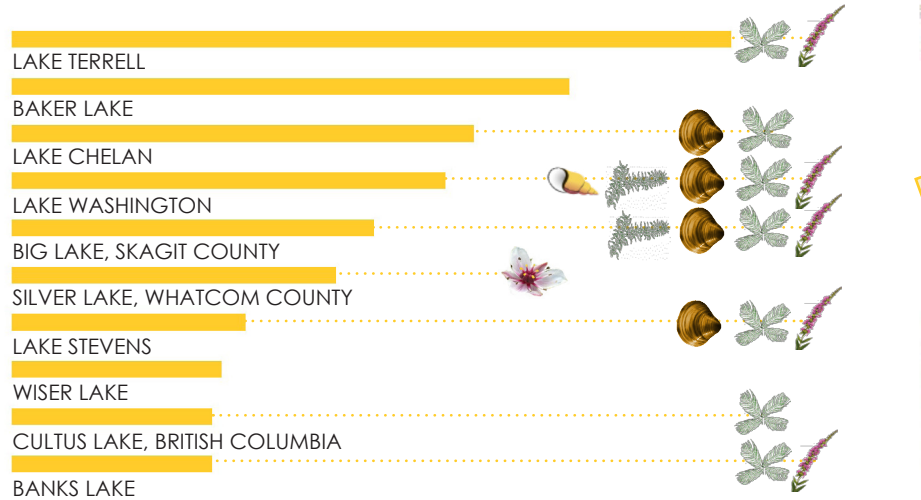 LAKE TERRELL
BAKER LAKE
LAKE CHELAN
LAKE WASHINGTON
BIG LAKE, SKAGIT COUNTY
SILVER LAKE, WHATCOM COUNTY
LAKE STEVENS
WISER LAKE
CULTUS LAKE, BRITISH COLUMBIA
BANKS LAKE